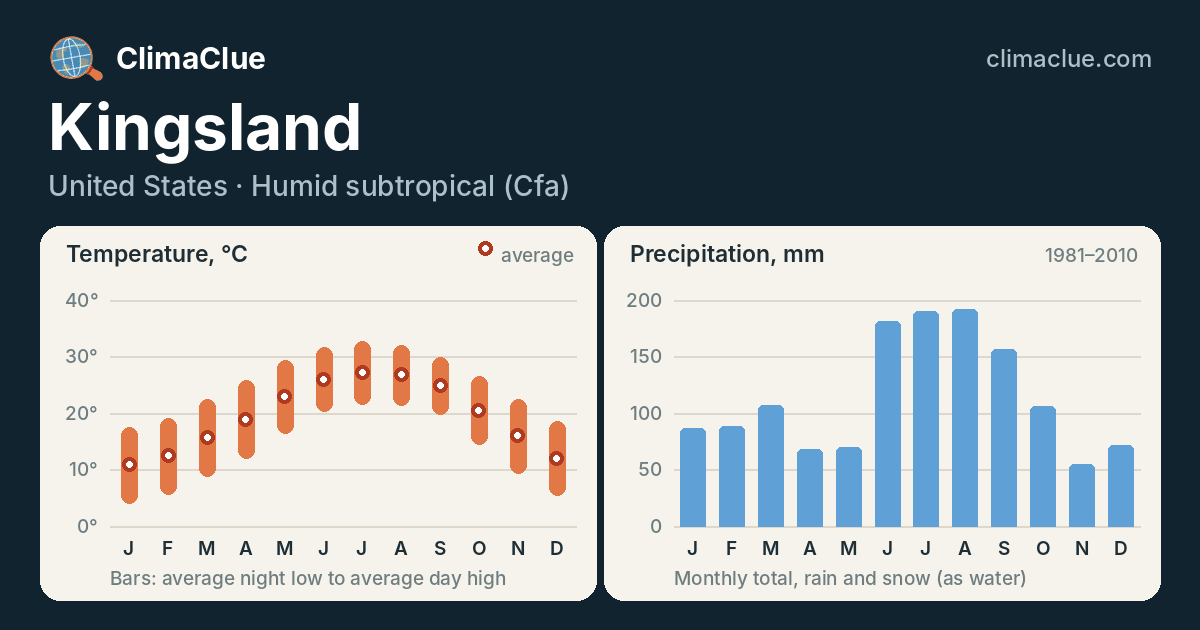 ClimaClue
climaclue.com
Kingsland
United States · Humid subtropical (Cfa)
Temperature, °C
average
40°
30°
20°
10°
0°
J F M A M J J A S O N D
Bars: average night low to average day high
Precipitation, mm
1981–2010
200
150
100
50
0
J F M A M J J A S O N D
Monthly total, rain and snow (as water)